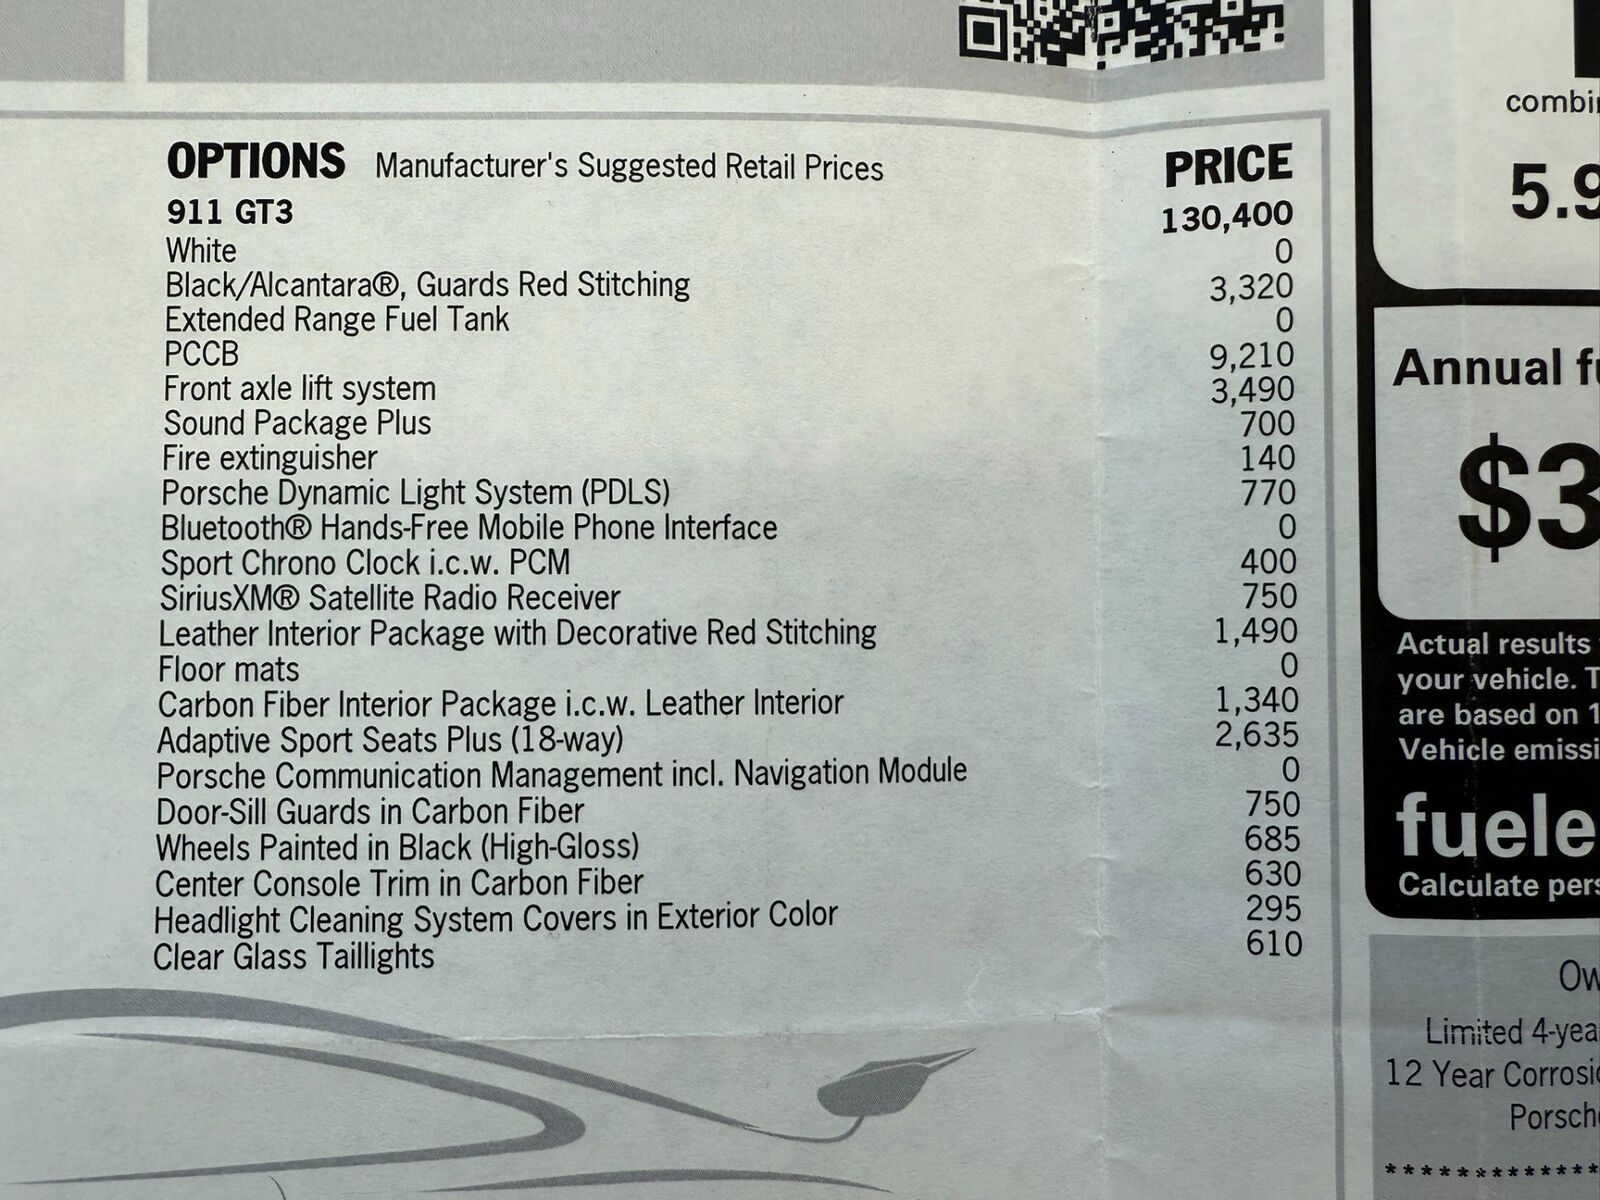 OPTIONS Manufacturer's Suggested Retail Prices PRICE
911 GT3 130,400
White 0
Black/Alcantara®, Guards Red Stitching 3,320
Extended Range Fuel Tank 0
PCCB 9,210
Front axle lift system 3,490
Sound Package Plus 700
Fire extinguisher 140
Porsche Dynamic Light System (PDLS) 770
Bluetooth® Hands-Free Mobile Phone Interface 0
Sport Chrono Clock i.c.w. PCM 400
SiriusXM® Satellite Radio Receiver 750
Leather Interior Package with Decorative Red Stitching 1,490
Floor mats 0
Carbon Fiber Interior Package i.c.w. Leather Interior 1,340
Adaptive Sport Seats Plus (18-way) 2,635
Porsche Communication Management incl. Navigation Module 0
Door-Sill Guards in Carbon Fiber 750
Wheels Painted in Black (High-Gloss) 685
Center Console Trim in Carbon Fiber 630
Headlight Cleaning System Covers in Exterior Color 295
Clear Glass Taillights 610
5.9
Annual
$3
Actual results
your vehicle.
are based on
Vehicle
Calculate
Limited
12 Year
************